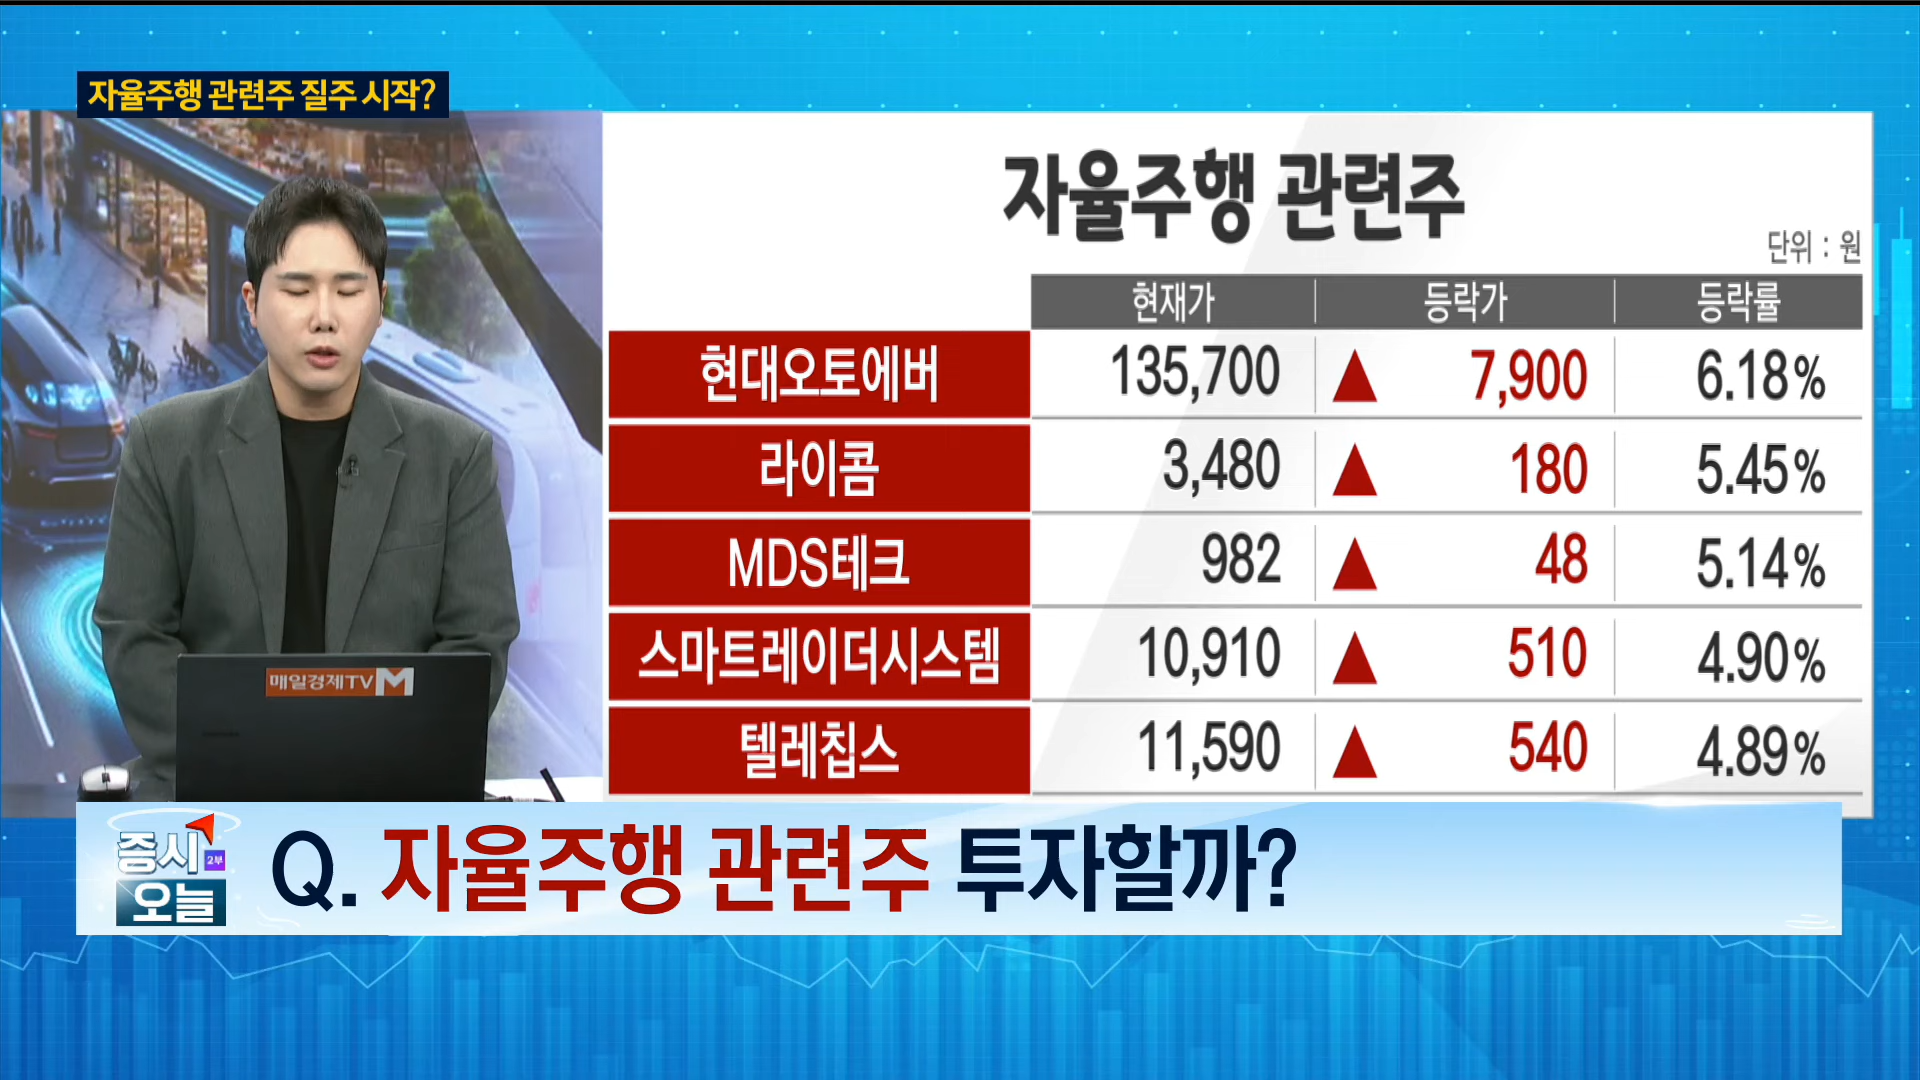 자율주행 관련주 질주 시작?
자율주행 관련주
단위 : 원
현재가 등락가 등락률
현대오토에버 135,700 ▲ 7,900 6.18%
라이콤 3,480 ▲ 180 5.45%
MDS테크 982 ▲ 48 5.14%
스마트레이더시스템 10,910 ▲ 510 4.90%
텔레칩스 11,590 ▲ 540 4.89%
매일경제TV M
증시 2부
오늘
Q. 자율주행 관련주 투자할까?